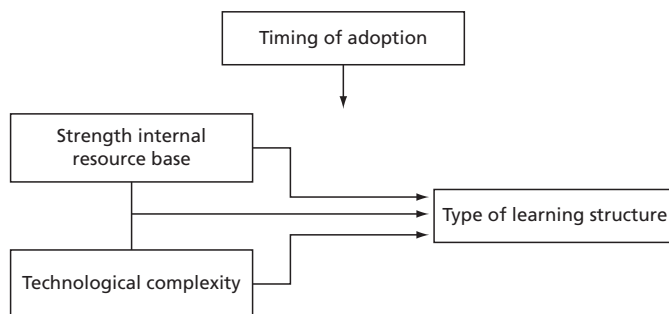 Timing of adoption
Strength internal
resource base
Type of learning structure
Technological complexity